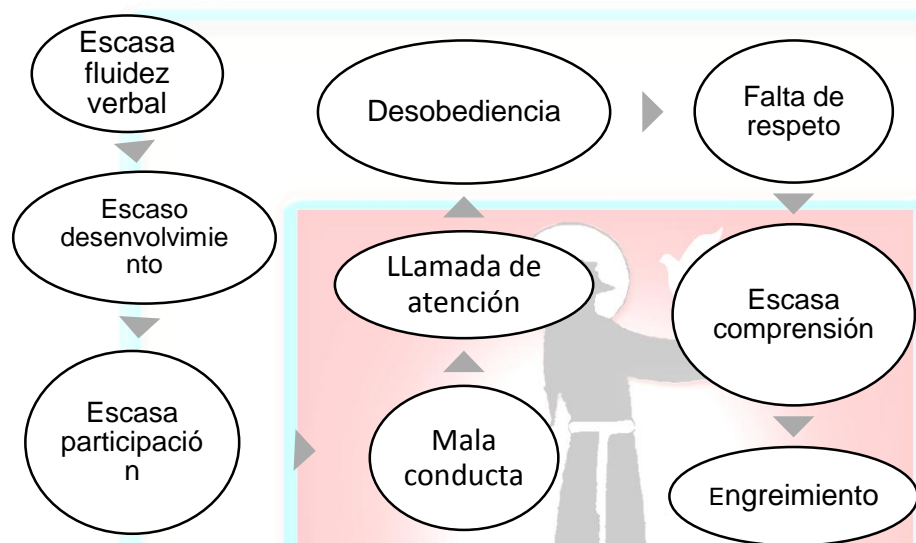 Escasa
fluidez
verbal
Escaso
desenvolvimie
nto
Escasa
participació
n
Mala
conducta
LLamada de
atención
Desobediencia
Falta de
respeto
Escasa
comprensión
Engreimiento